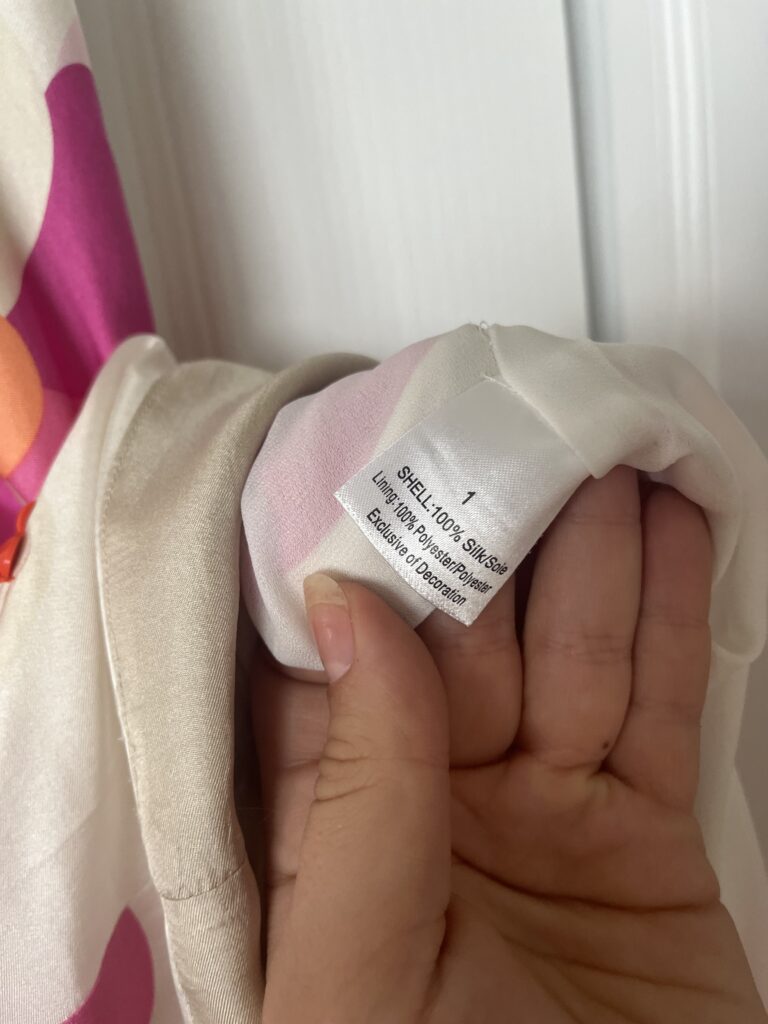 1
SHELL:100% Silk/Soie
Lining:100% Polyester/Polyester
Exclusive of Decoration